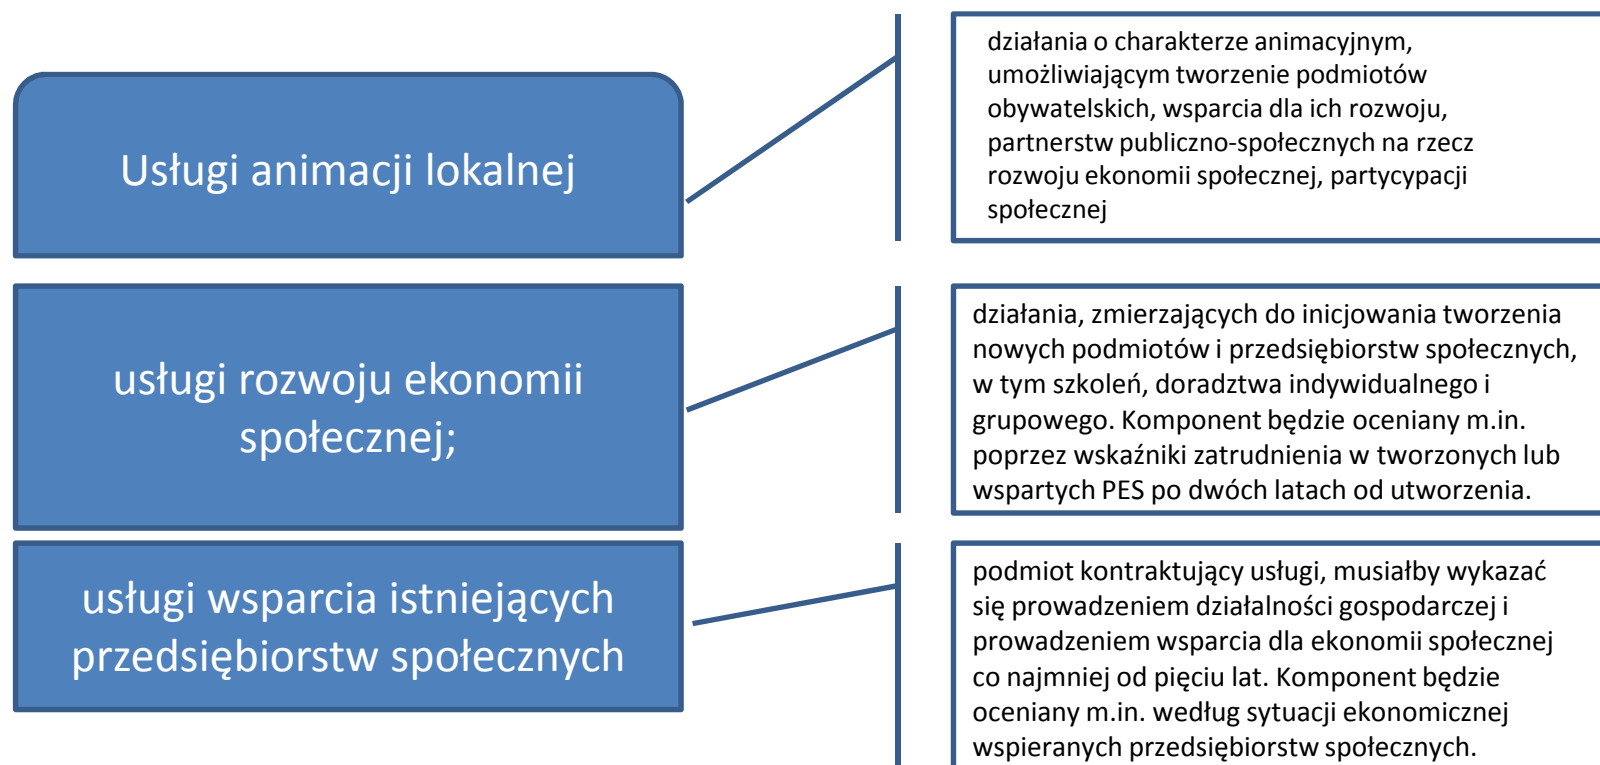 Usługi animacji lokalnej
działania o charakterze animacyjnym,
umożliwiającym tworzenie podmiotów
obywatelskich, wsparcia dla ich rozwoju,
partnerstw publiczno-społecznych na rzecz
rozwoju ekonomii społecznej, partycypacji
społecznej
usługi rozwoju ekonomii
społecznej;
działania, zmierzających do inicjowania tworzenia
nowych podmiotów i przedsiębiorstw społecznych,
w tym szkoleń, doradztwa indywidualnego i
grupowego. Komponent będzie oceniany m.in.
poprzez wskaźniki zatrudnienia w tworzonych lub
wspartych PES po dwóch latach od utworzenia.
usługi wsparcia istniejących
przedsiębiorstw społecznych
podmiot kontraktujący usługi, musiałby wykazać
się prowadzeniem działalności gospodarczej i
prowadzeniem wsparcia dla ekonomii społecznej
co najmniej od pięciu lat. Komponent będzie
oceniany m.in. według sytuacji ekonomicznej
wspieranych przedsiębiorstw społecznych.